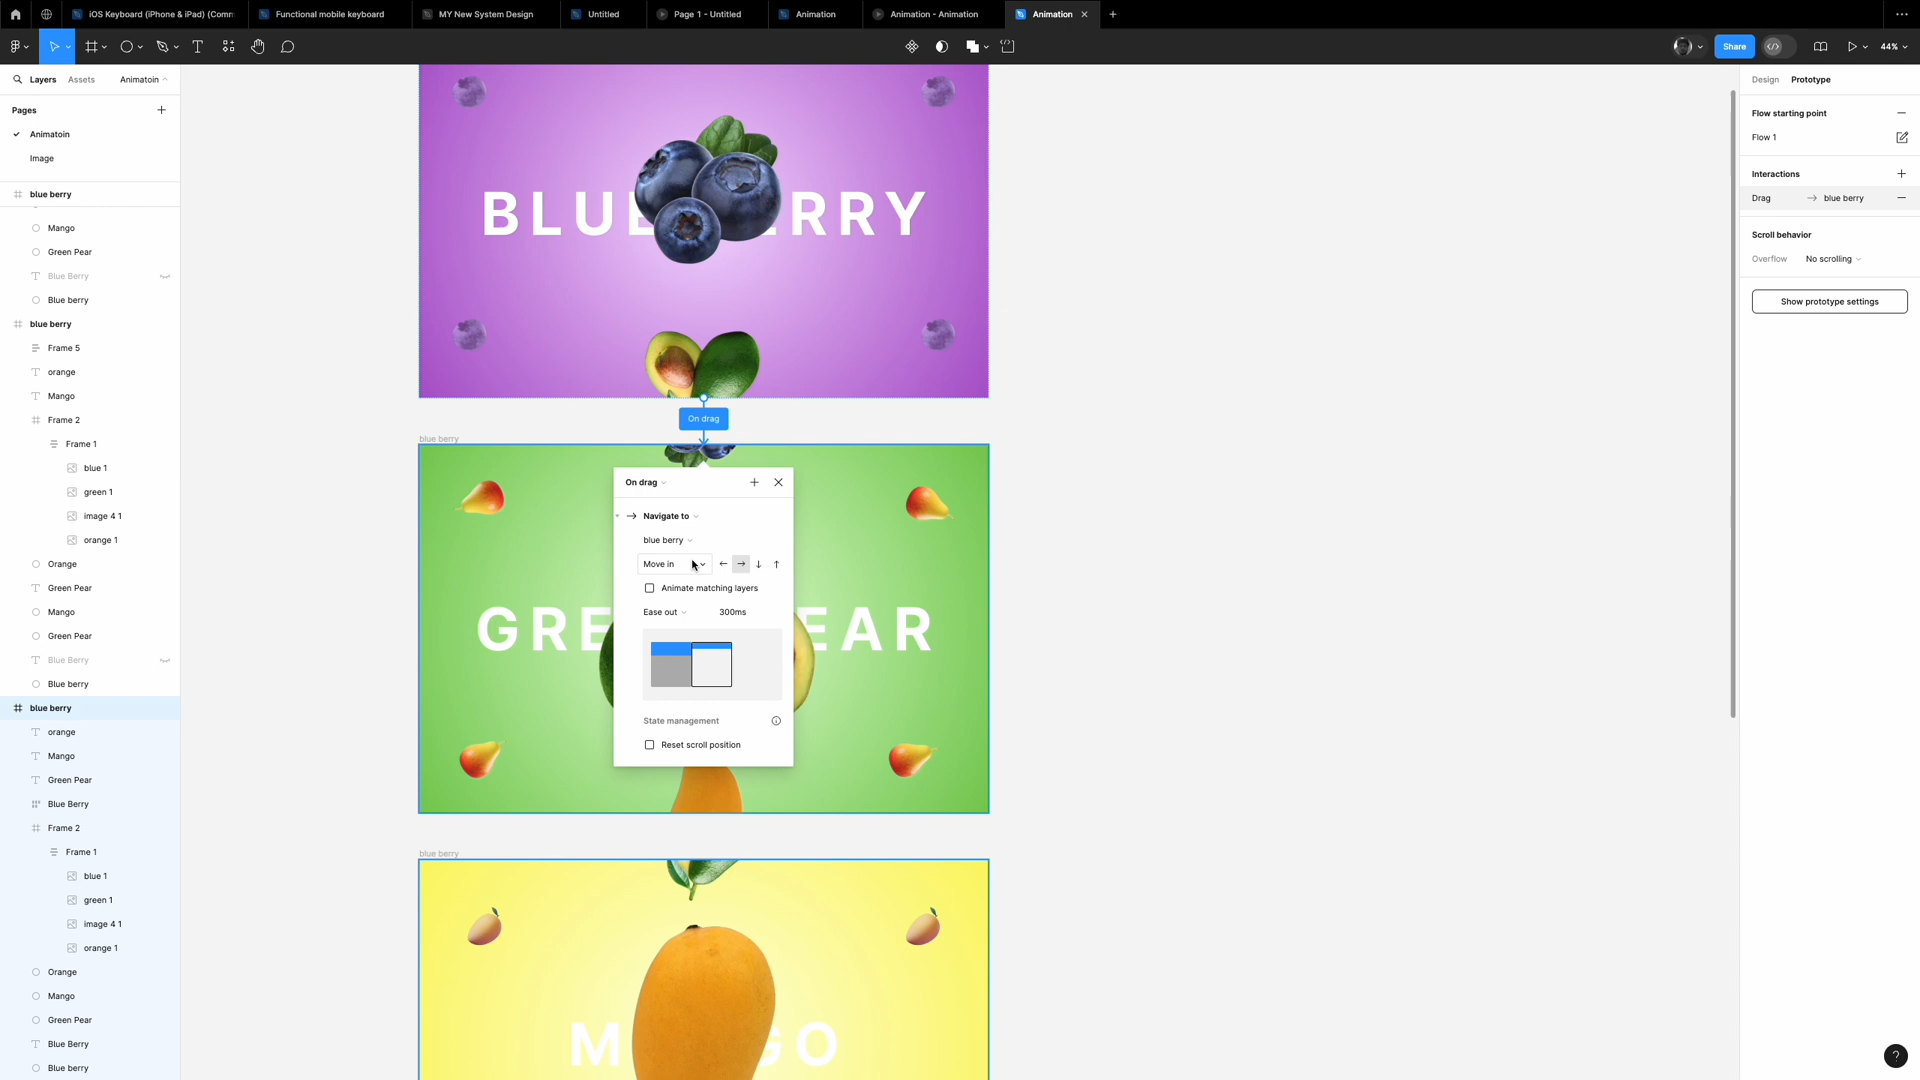 iOS Keyboard (iPhone & iPad) (Comm
Functional mobile keyboard
MY New System Design
Untitled
Page 1 - Untitled
Animation
Animation - Animation
Animation
Share
44%
Layers
Assets
Animatoin
Pages
Animatoin
Image
blue berry
Mango
Green Pear
Blue Berry
Blue berry
blue berry
Frame 5
orange
Mango
Frame 2
Frame 1
blue 1
green 1
image 4 1
orange 1
Orange
Green Pear
Mango
Green Pear
Blue Berry
Blue berry
blue berry
orange
Mango
Green Pear
Blue Berry
Frame 2
Frame 1
blue 1
green 1
image 4 1
orange 1
Orange
Mango
Green Pear
Blue Berry
Blue berry
BLUE ERRY
On drag
blue berry
GRE EAR
On drag
Navigate to
blue berry
Move in
Animate matching layers
Ease out
300ms
State management
Reset scroll position
blue berry
M GO
Design
Prototype
Flow starting point
Flow 1
Interactions
Drag
blue berry
Scroll behavior
Overflow
No scrolling
Show prototype settings
?